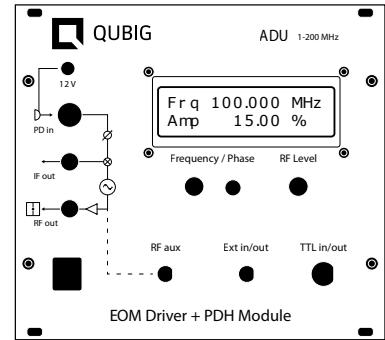 QUBIG
ADU 1-200 MHz
12 V
Frq 100.000 MHz
Amp 15.00 %
PD in
IF out
Frequency / Phase
RF Level
RF out
RF aux
Ext in/out
TTL in/out
EOM Driver + PDH Module